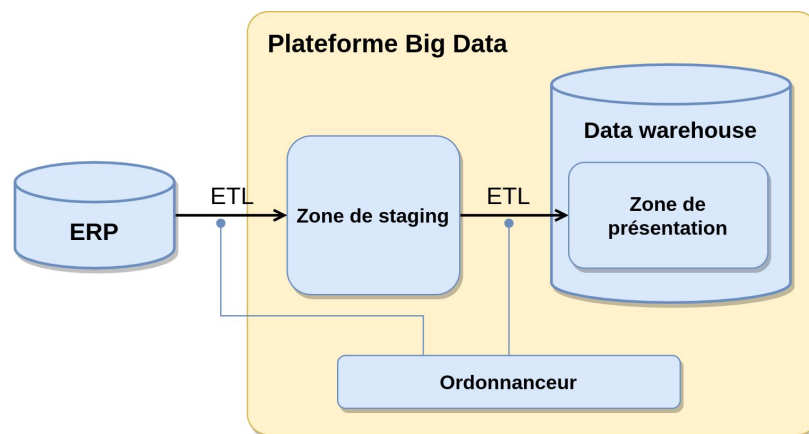 Plateforme Big Data
Data warehouse
ERP
ETL
Zone de staging
ETL
Zone de
présentation
Ordonnanceur